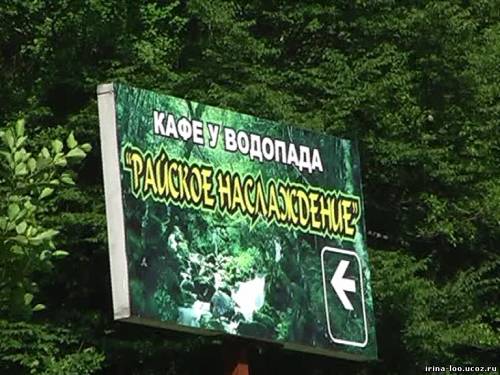 КАФЕ У ВОДОПАДА
"РАЙСКОЕ НАСЛАЖДЕНИЕ"
irina-loo.ucoz.ru